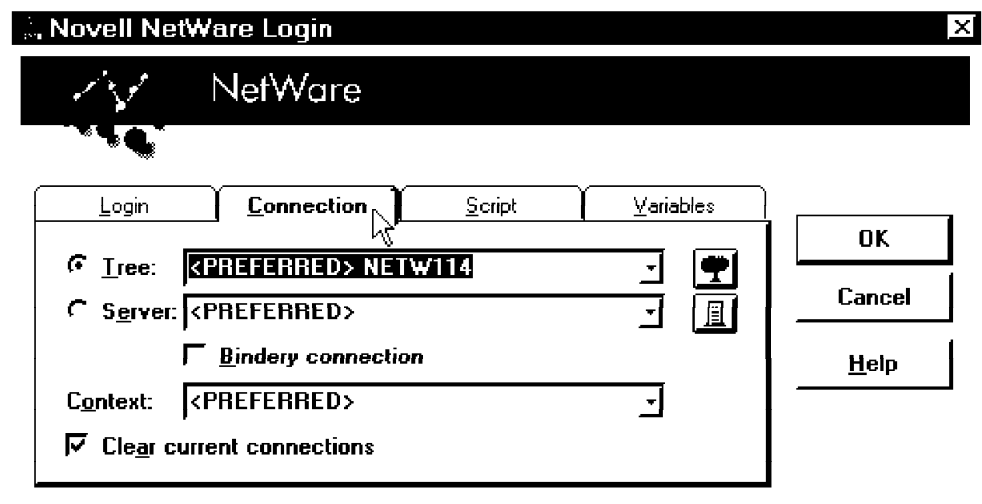 Novell NetWare Login
NetWare
Login Connection Script Variables
OK
Tree: <PREFERRED> NETW114
Cancel
Server: <PREFERRED>
Bindery connection
Help
Context: <PREFERRED>
Clear current connections